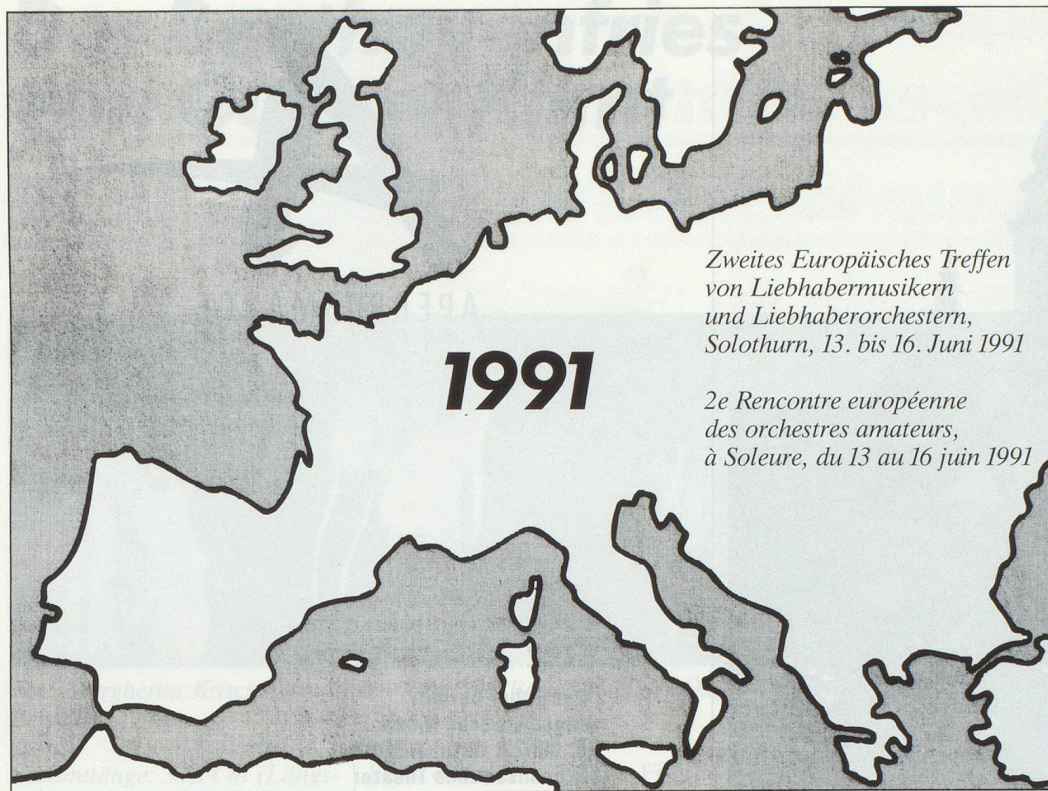 1991
Zweites Europäisches Treffen
von Liebhabermusikern
und Liebhaberorchestern,
Solothurn, 13. bis 16. Juni 1991
2e Rencontre européenne
des orchestres amateurs,
à Soleure, du 13 au 16 juin 1991